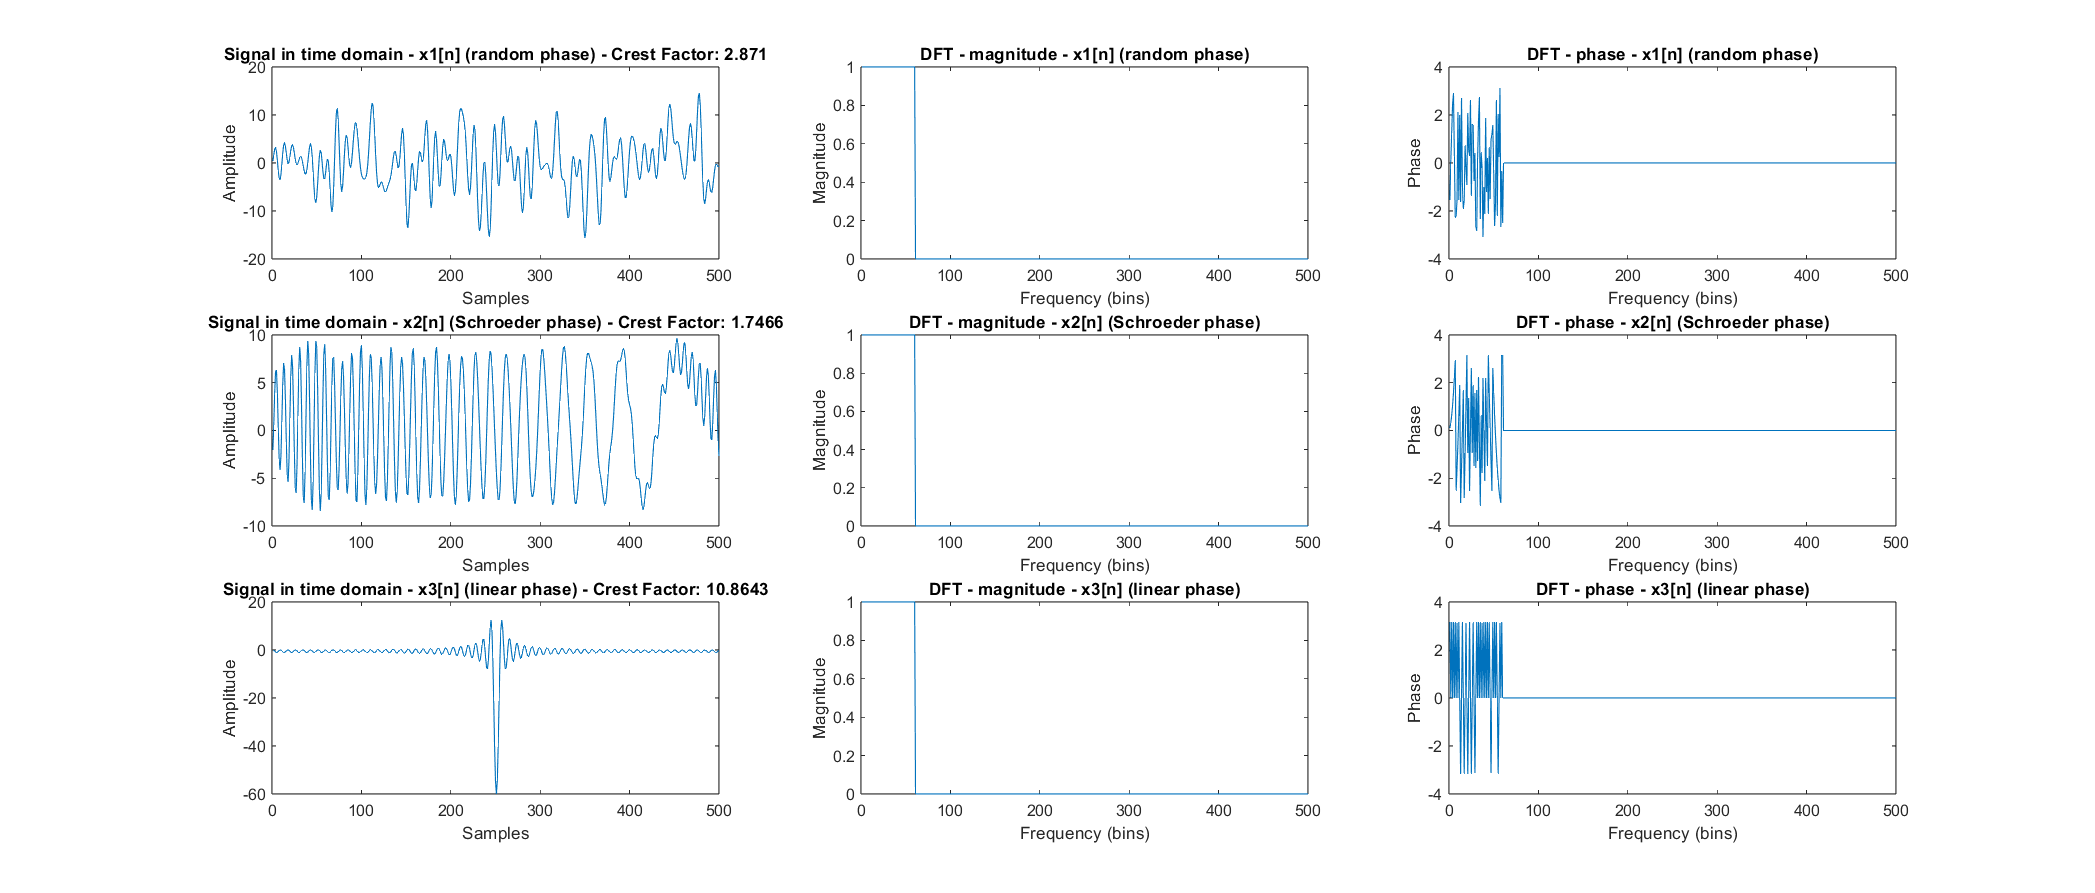 Signal in time domain - x1[n] (random phase) - Crest Factor: 2.871
20
10
0
-10
-20
Amplitude
0 100 200 300 400 500
Samples
DFT - magnitude - x1[n] (random phase)
1
0.8
0.6
0.4
0.2
0
Magnitude
0 100 200 300 400 500
Frequency (bins)
DFT - phase - x1[n] (random phase)
4
2
0
-2
-4
Phase
0 100 200 300 400 500
Frequency (bins)
Signal in time domain - x2[n] (Schroeder phase) - Crest Factor: 1.7466
10
5
0
-5
-10
Amplitude
0 100 200 300 400 500
Samples
DFT - magnitude - x2[n] (Schroeder phase)
1
0.8
0.6
0.4
0.2
0
Magnitude
0 100 200 300 400 500
Frequency (bins)
DFT - phase - x2[n] (Schroeder phase)
4
2
0
-2
-4
Phase
0 100 200 300 400 500
Frequency (bins)
Signal in time domain - x3[n] (linear phase) - Crest Factor: 10.8643
20
0
-20
-40
-60
Amplitude
0 100 200 300 400 500
Samples
DFT - magnitude - x3[n] (linear phase)
1
0.8
0.6
0.4
0.2
0
Magnitude
0 100 200 300 400 500
Frequency (bins)
DFT - phase - x3[n] (linear phase)
4
2
0
-2
-4
Phase
0 100 200 300 400 500
Frequency (bins)